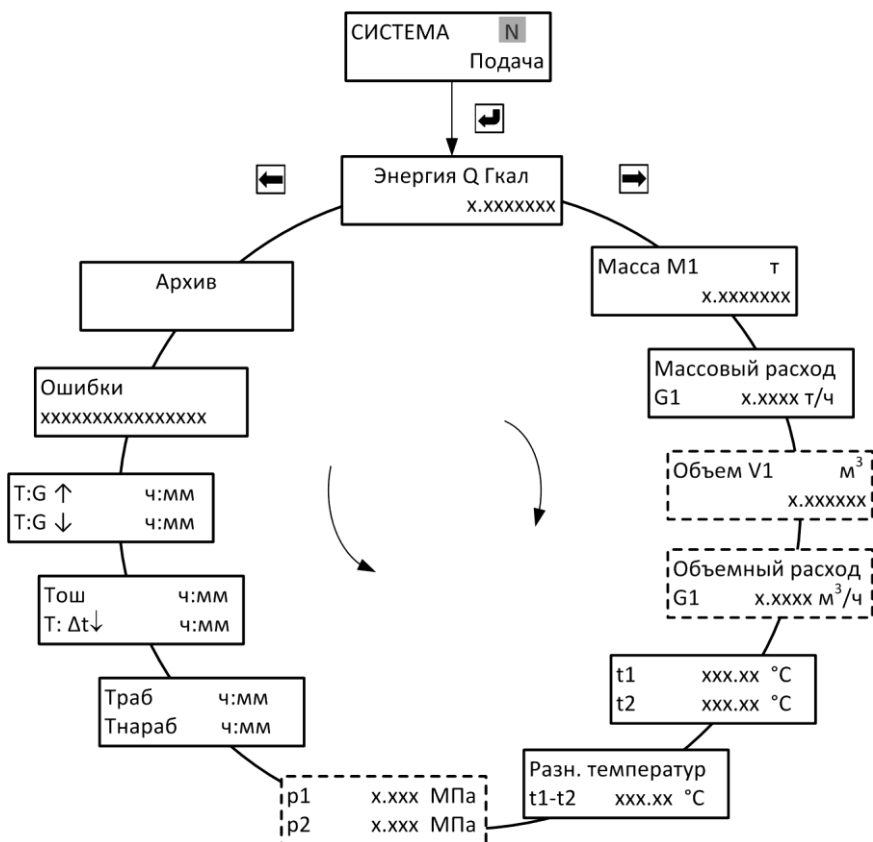 СИСТЕМА N
Подача
Энергия Q Гкал
x.xxxxxxx
Масса M1 т
x.xxxxxxx
Массовый расход
G1 x.xxxx т/ч
Объем V1 м³
x.xxxxxx
Объемный расход
G1 x.xxxx м³/ч
t1 xxx.xx °C
t2 xxx.xx °C
Разн. температур
t1-t2 xxx.xx °C
p1 x.xxx МПа
p2 x.xxx МПа
Траб ч:мм
Тнараб ч:мм
Тош ч:мм
T: Δt↓ ч:мм
T:G ↑ ч:мм
T:G ↓ ч:мм
Ошибки
xxxxxxxxxxxxxxxx
Архив